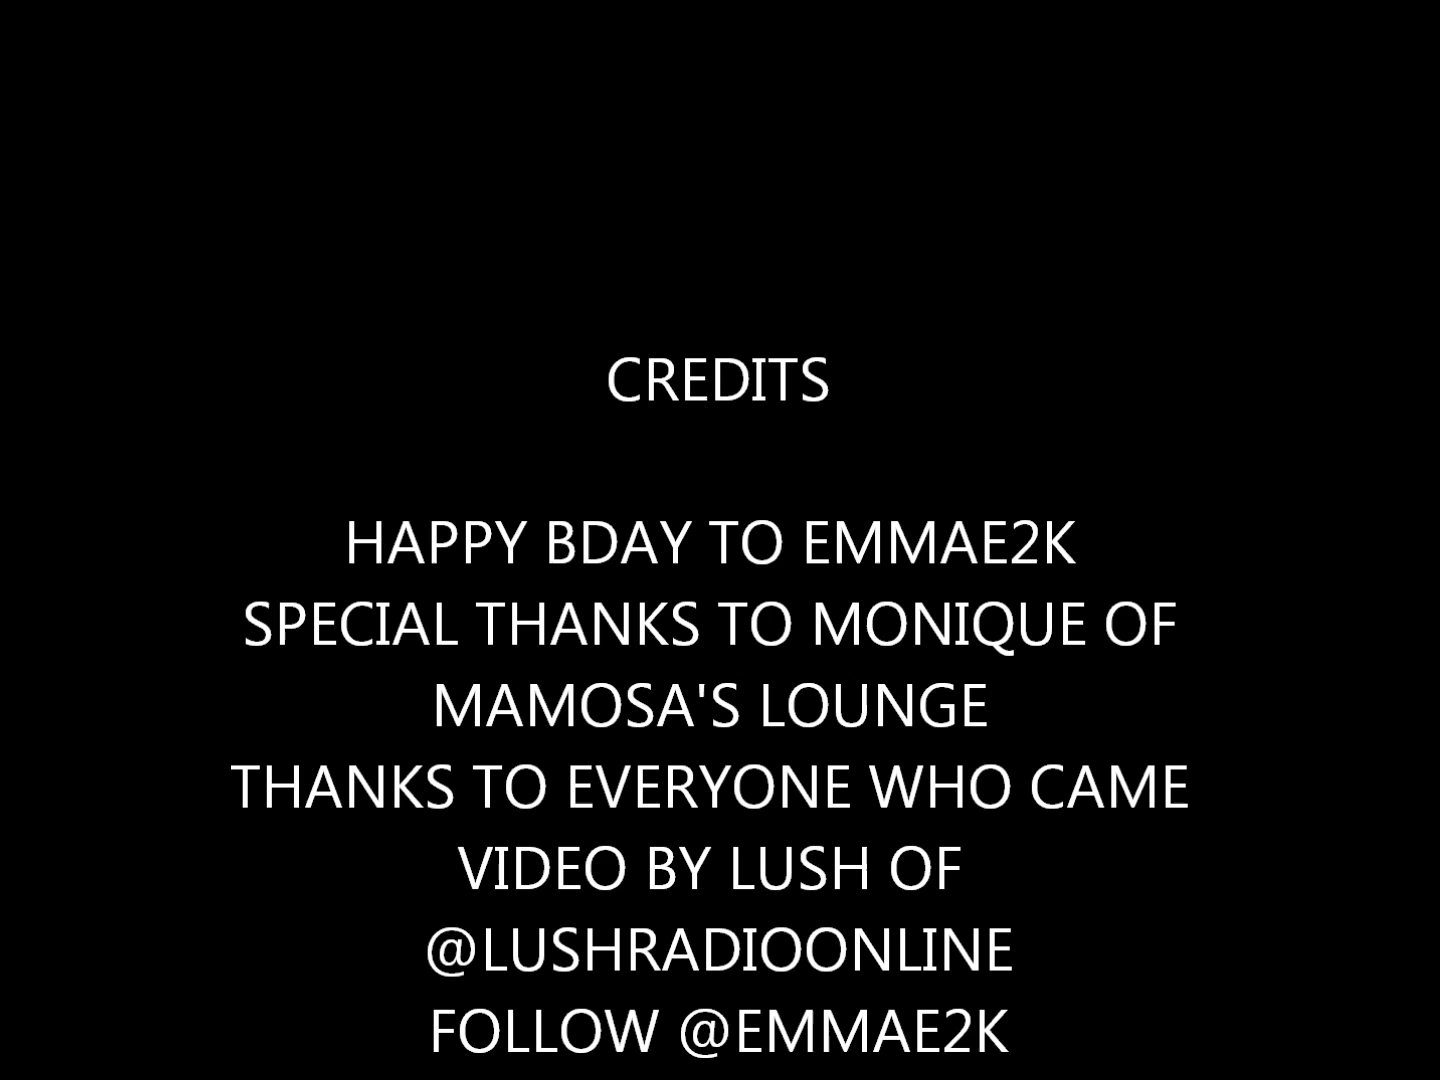 CREDITS
HAPPY BDAY TO EMMAE2K
SPECIAL THANKS TO MONIQUE OF
MAMOSA'S LOUNGE
THANKS TO EVERYONE WHO CAME
VIDEO BY LUSH OF
@LUSHRADIOONLINE
FOLLOW @EMMAE2K